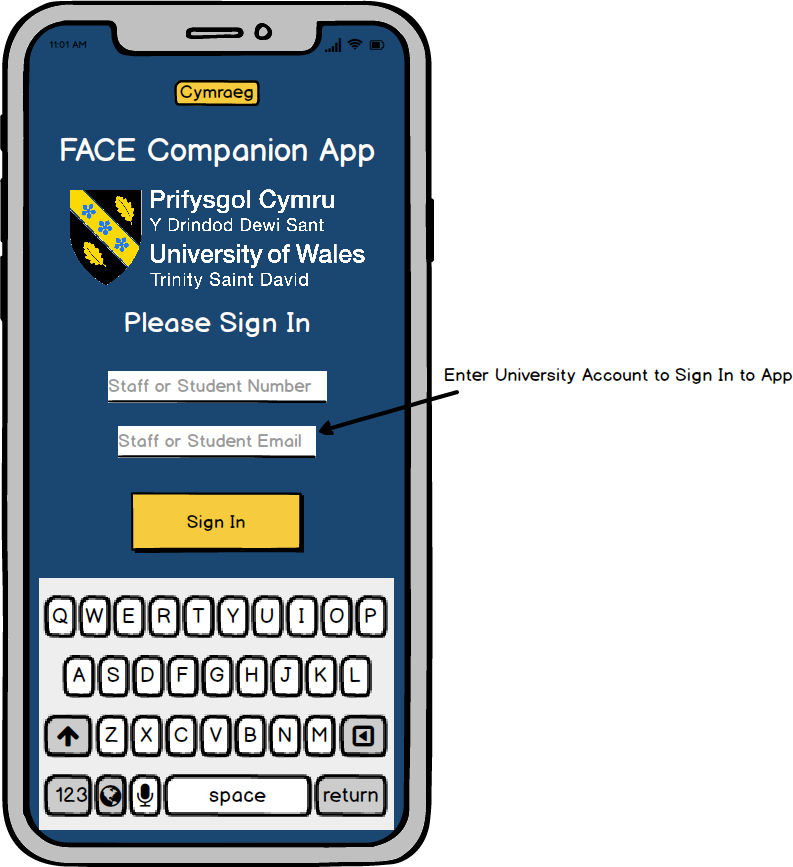 11:01 AM
Cymraeg
FACE Companion App
Prifysgol Cymru
Y Drindod Dewi Sant
University of Wales
Trinity Saint David
Please Sign In
Staff or Student Number
Enter University Account to Sign In to App
Staff or Student Email
Sign In
Q W E R T Y U I O P
A S D F G H J K L
Z X C V B N M
123 space return